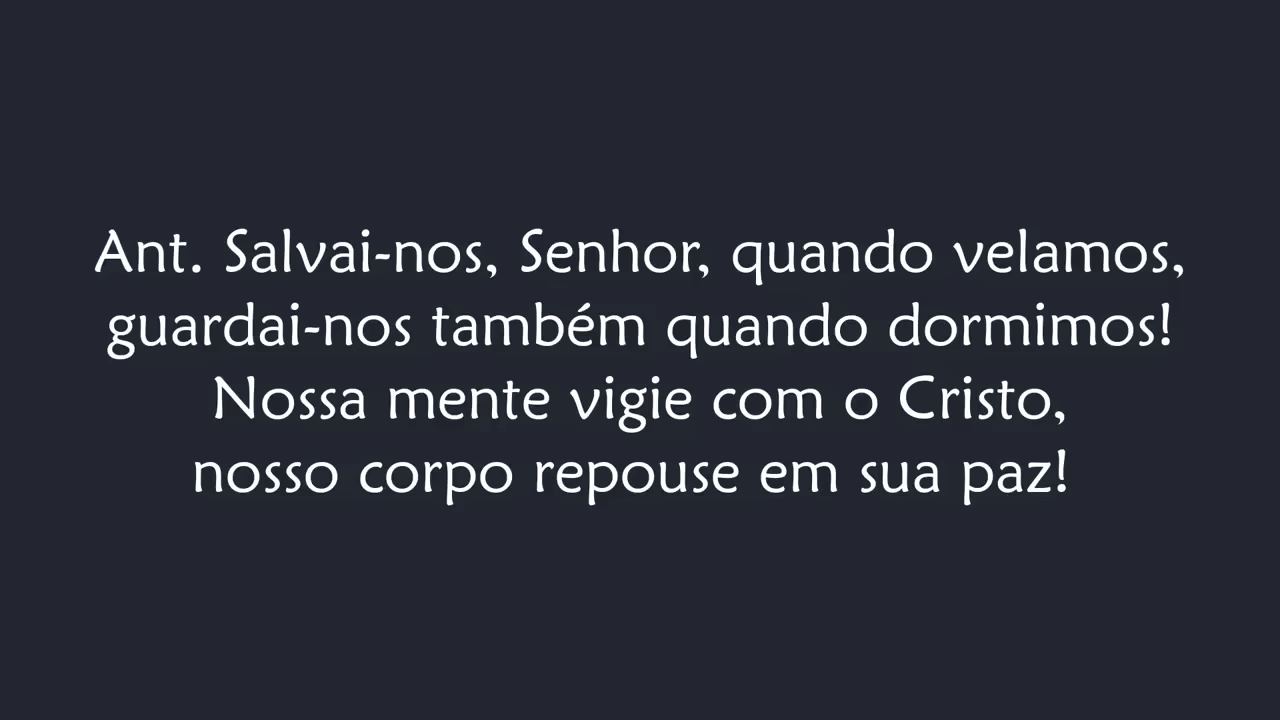 Ant. Salvai-nos, Senhor, quando velamos,
guardai-nos também quando dormimos!
Nossa mente vigie com o Cristo,
nosso corpo repouse em sua paz!